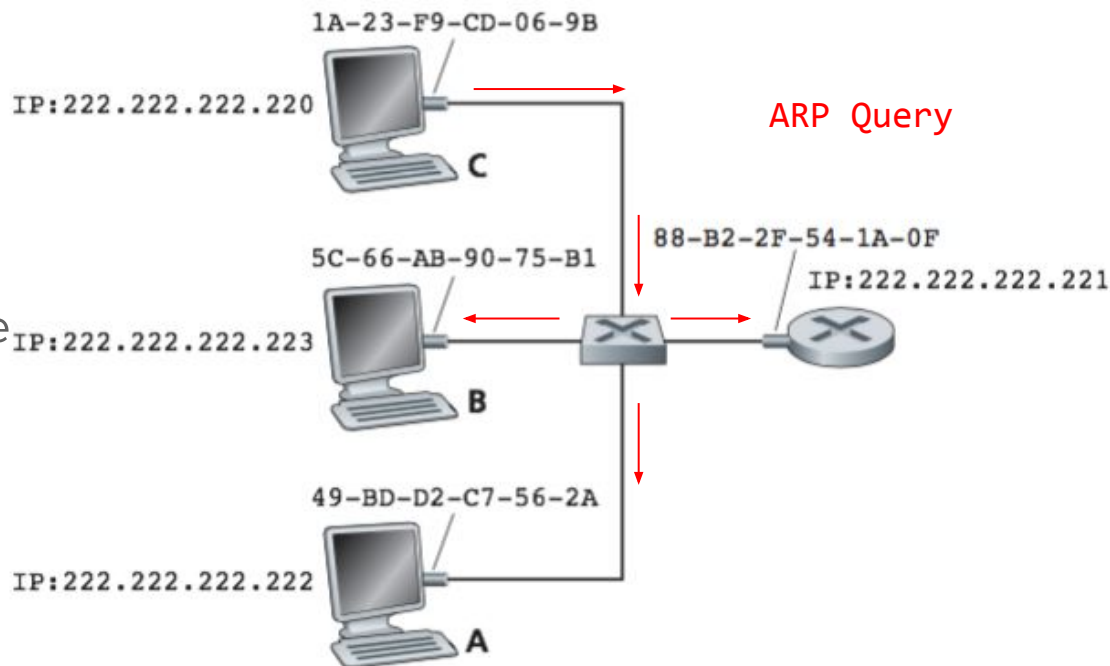 1A-23-F9-CD-06-9B
IP:222.222.222.220
C
ARP Query
88-B2-2F-54-1A-0F
IP:222.222.222.221
5C-66-AB-90-75-B1
e
IP:222.222.222.223
B
49-BD-D2-C7-56-2A
IP:222.222.222.222
A